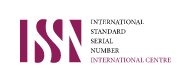 ISSN
INTERNATIONAL
STANDARD
SERIAL
NUMBER
INTERNATIONAL CENTRE